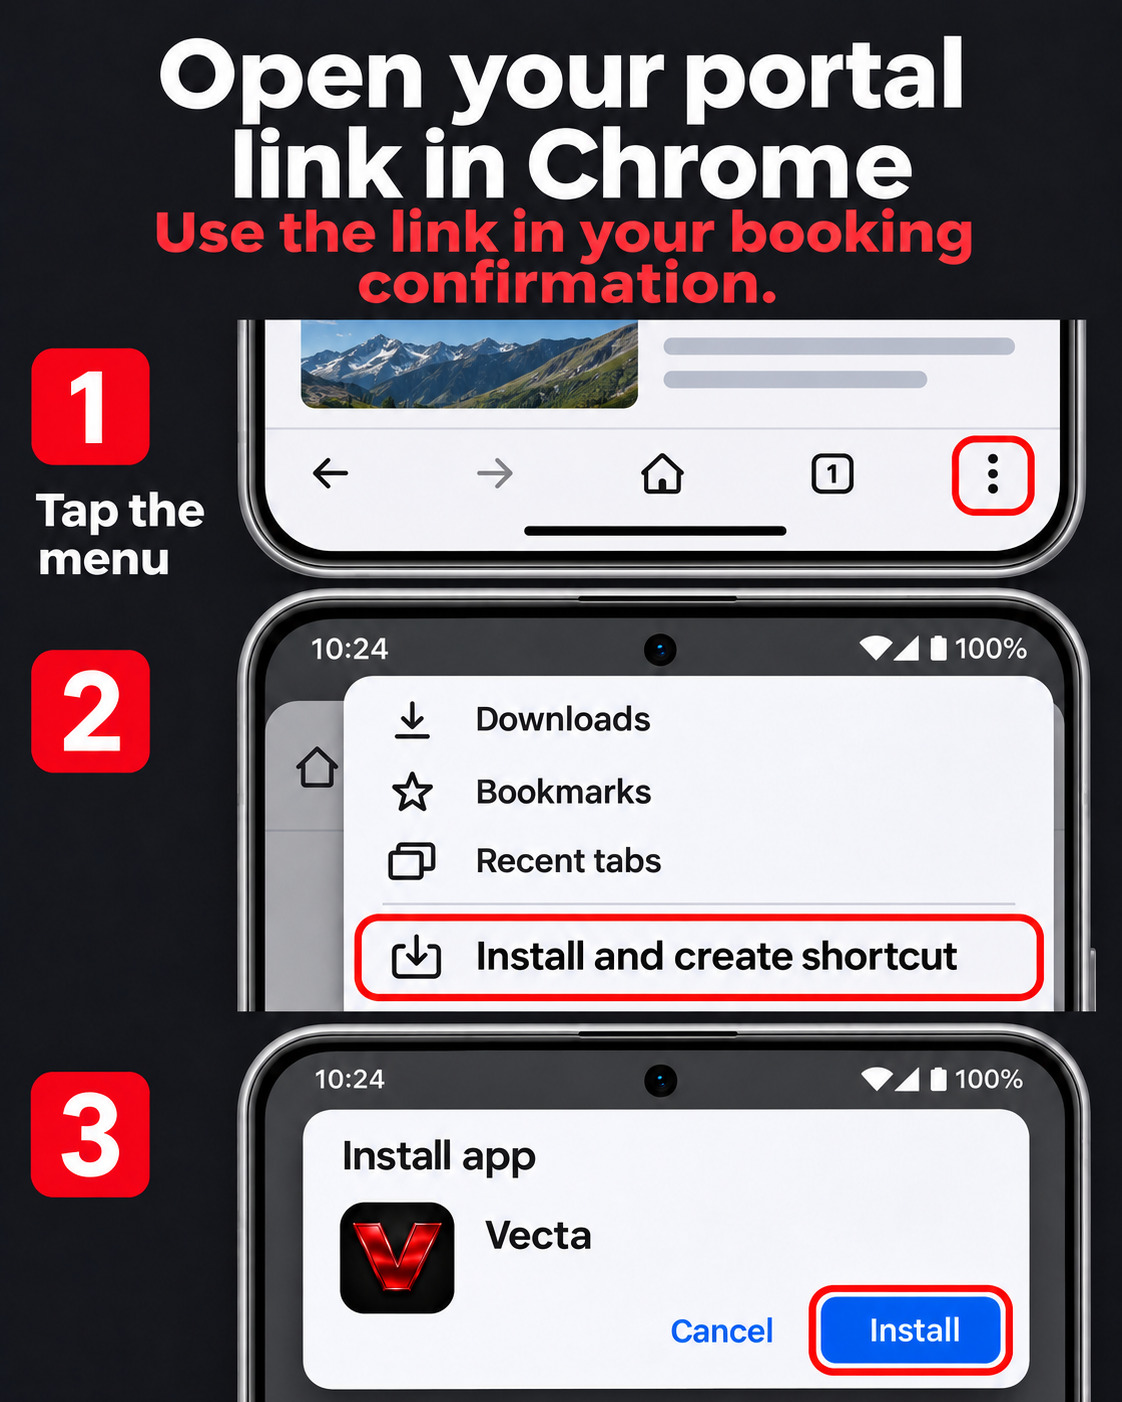 Open your portal
link in Chrome
Use the link in your booking
confirmation.
1
Tap the
menu
1
2
10:24
100%
Downloads
Bookmarks
Recent tabs
Install and create shortcut
3
10:24
100%
Install app
V
Vecta
Cancel
Install